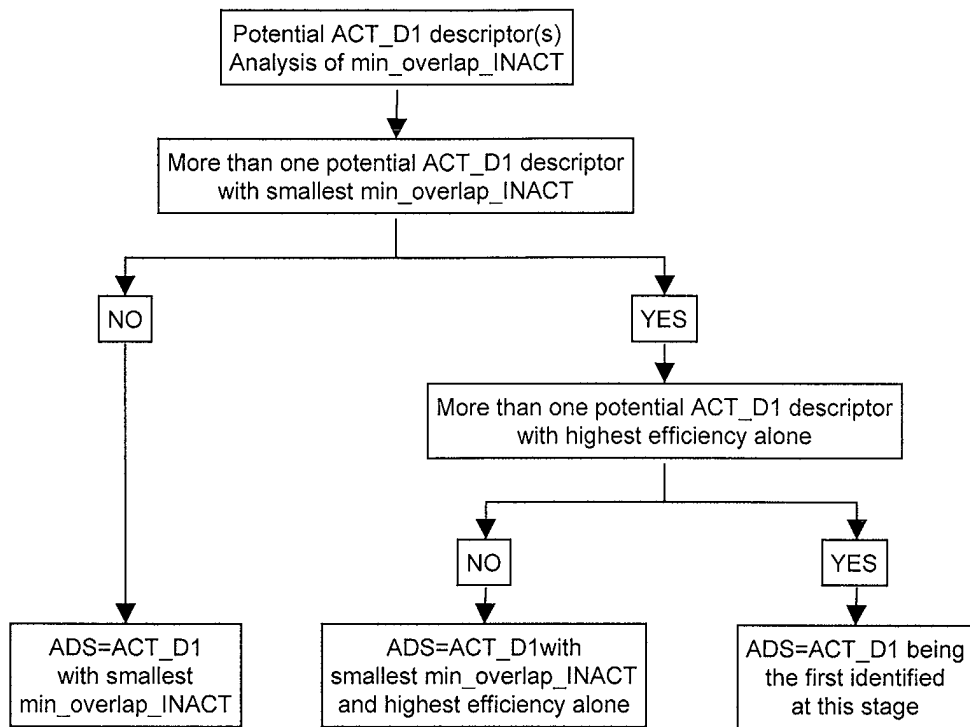 Potential ACT_D1 descriptor(s)
Analysis of min_overlap_INACT
More than one potential ACT_D1 descriptor
with smallest min_overlap_INACT
NO
YES
More than one potential ACT_D1 descriptor
with highest efficiency alone
NO
YES
ADS=ACT_D1
with smallest
min_overlap_INACT
ADS=ACT_D1with
smallest min_overlap_INACT
and highest efficiency alone
ADS=ACT_D1 being
the first identified
at this stage